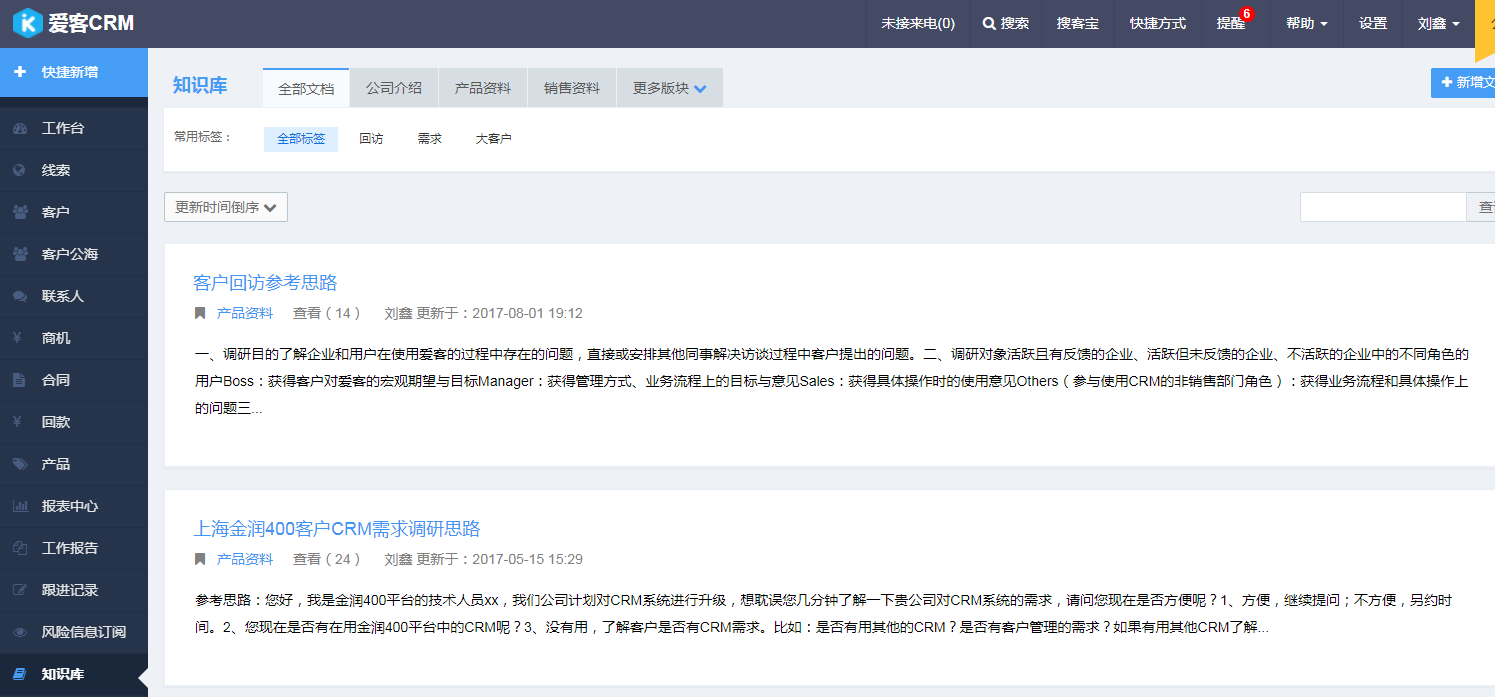 爱客CRM
未接来电(0)
搜索
搜客宝
快捷方式
提醒
6
帮助
设置
刘鑫
快捷新增
工作台
线索
客户
客户公海
联系人
商机
合同
回款
产品
报表中心
工作报告
跟进记录
风险信息订阅
知识库
知识库
全部文档
公司介绍
产品资料
销售资料
更多版块
新增文
常用标签：
全部标签
回访
需求
大客户
更新时间倒序
查
客户回访参考思路
产品资料 查看（14） 刘鑫 更新于：2017-08-01 19:12
一、调研目的了解企业和用户在使用爱客的过程中存在的问题，直接或安排其他同事解决访谈过程中客户提出的问题。二、调研对象活跃且有反馈的企业、活跃但未反馈的企业、不活跃的企业中的不同角色的
用户Boss：获得客户对爱客的宏观期望与目标Manager：获得管理方式、业务流程上的目标与意见Sales：获得具体操作时的使用意见Others（参与使用CRM的非销售部门角色）：获得业务流程和具体操作上
的问题三...
上海金润400客户CRM需求调研思路
产品资料 查看（24） 刘鑫 更新于：2017-05-15 15:29
参考思路：您好，我是金润400平台的技术人员xx，我们公司计划对CRM系统进行升级，想耽误您几分钟了解一下贵公司对CRM系统的需求，请问您现在是否方便呢？1、方便，继续提问；不方便，另约时
间。2、您现在是否有在用金润400平台中的CRM呢？3、没有用，了解客户是否有CRM需求。比如：是否有用其他的CRM？是否有客户管理的需求？如果有用其他CRM了解...